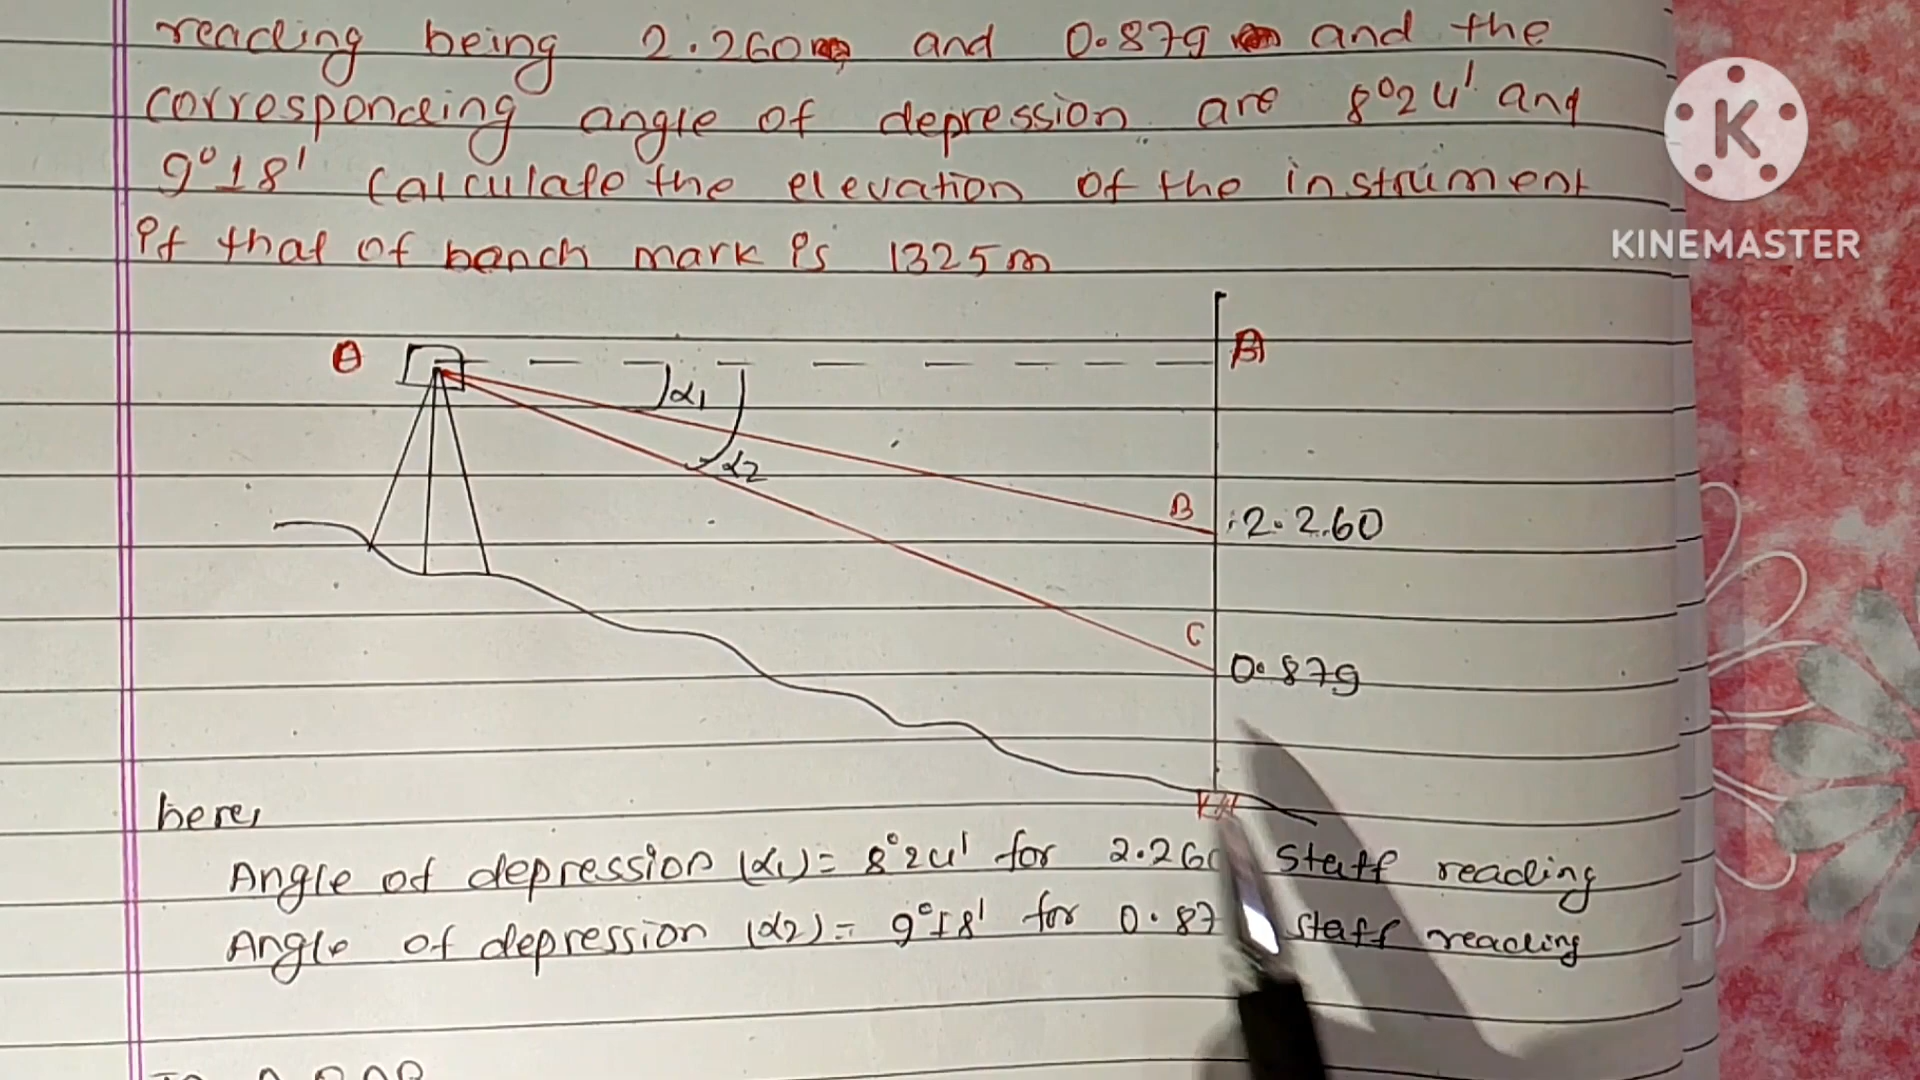 reading being 2.260m and 0.879m and the
corresponding angle of depression are 8°24' and
9°18' calculate the elevation of the instrument
if that of bench mark is 1325m
K
KINEMASTER
O
A
α1
α2
B
2.260
C
0.879
here,
Angle of depression (α1) = 8°24' for 2.260 staff reading
Angle of depression (α2) = 9°18' for 0.87 staff reading